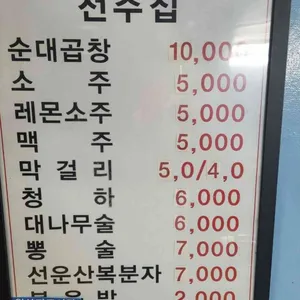 전주집
순대곱창 10,000
소 주 5,000
레몬소주 5,000
맥 주 5,000
막 걸 리 5,0/4,0
청 하 6,000
대나무술 6,000
뽕 술 7,000
선운산복분자 7,000